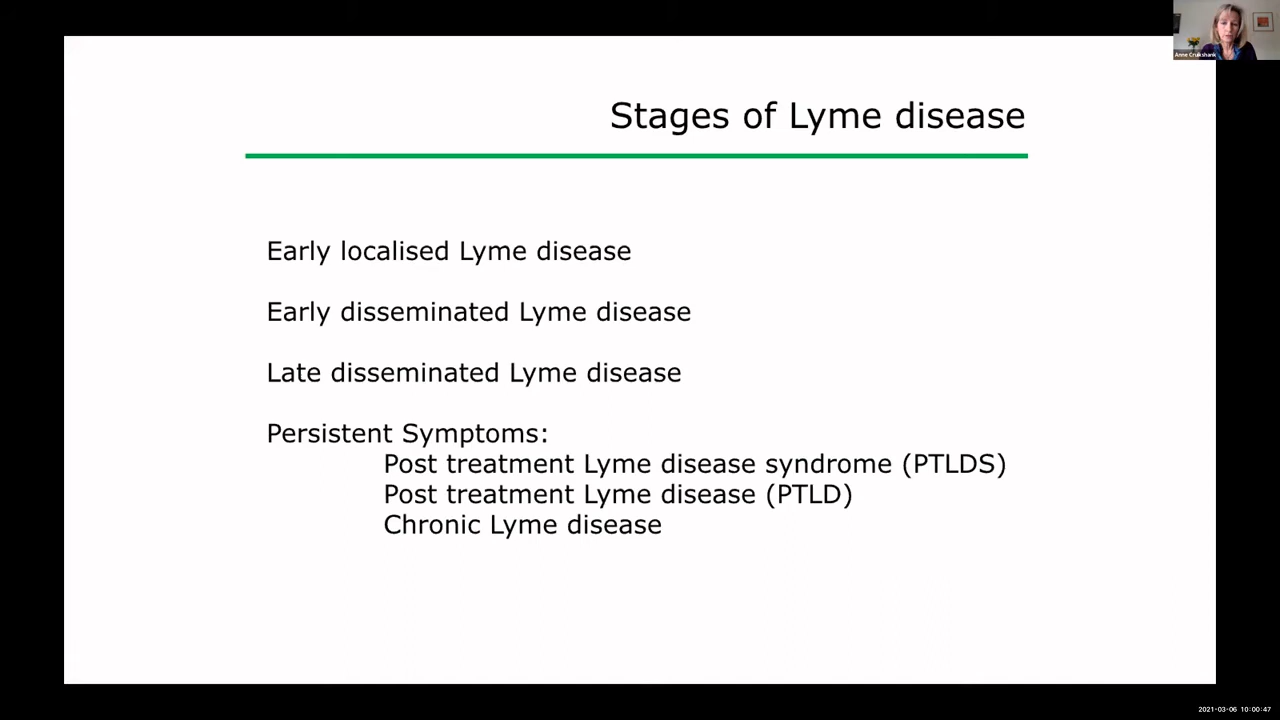 Anne Cruikshank
Stages of Lyme disease
Early localised Lyme disease
Early disseminated Lyme disease
Late disseminated Lyme disease
Persistent Symptoms:
Post treatment Lyme disease syndrome (PTLDS)
Post treatment Lyme disease (PTLD)
Chronic Lyme disease
2021-03-06 10:00:47